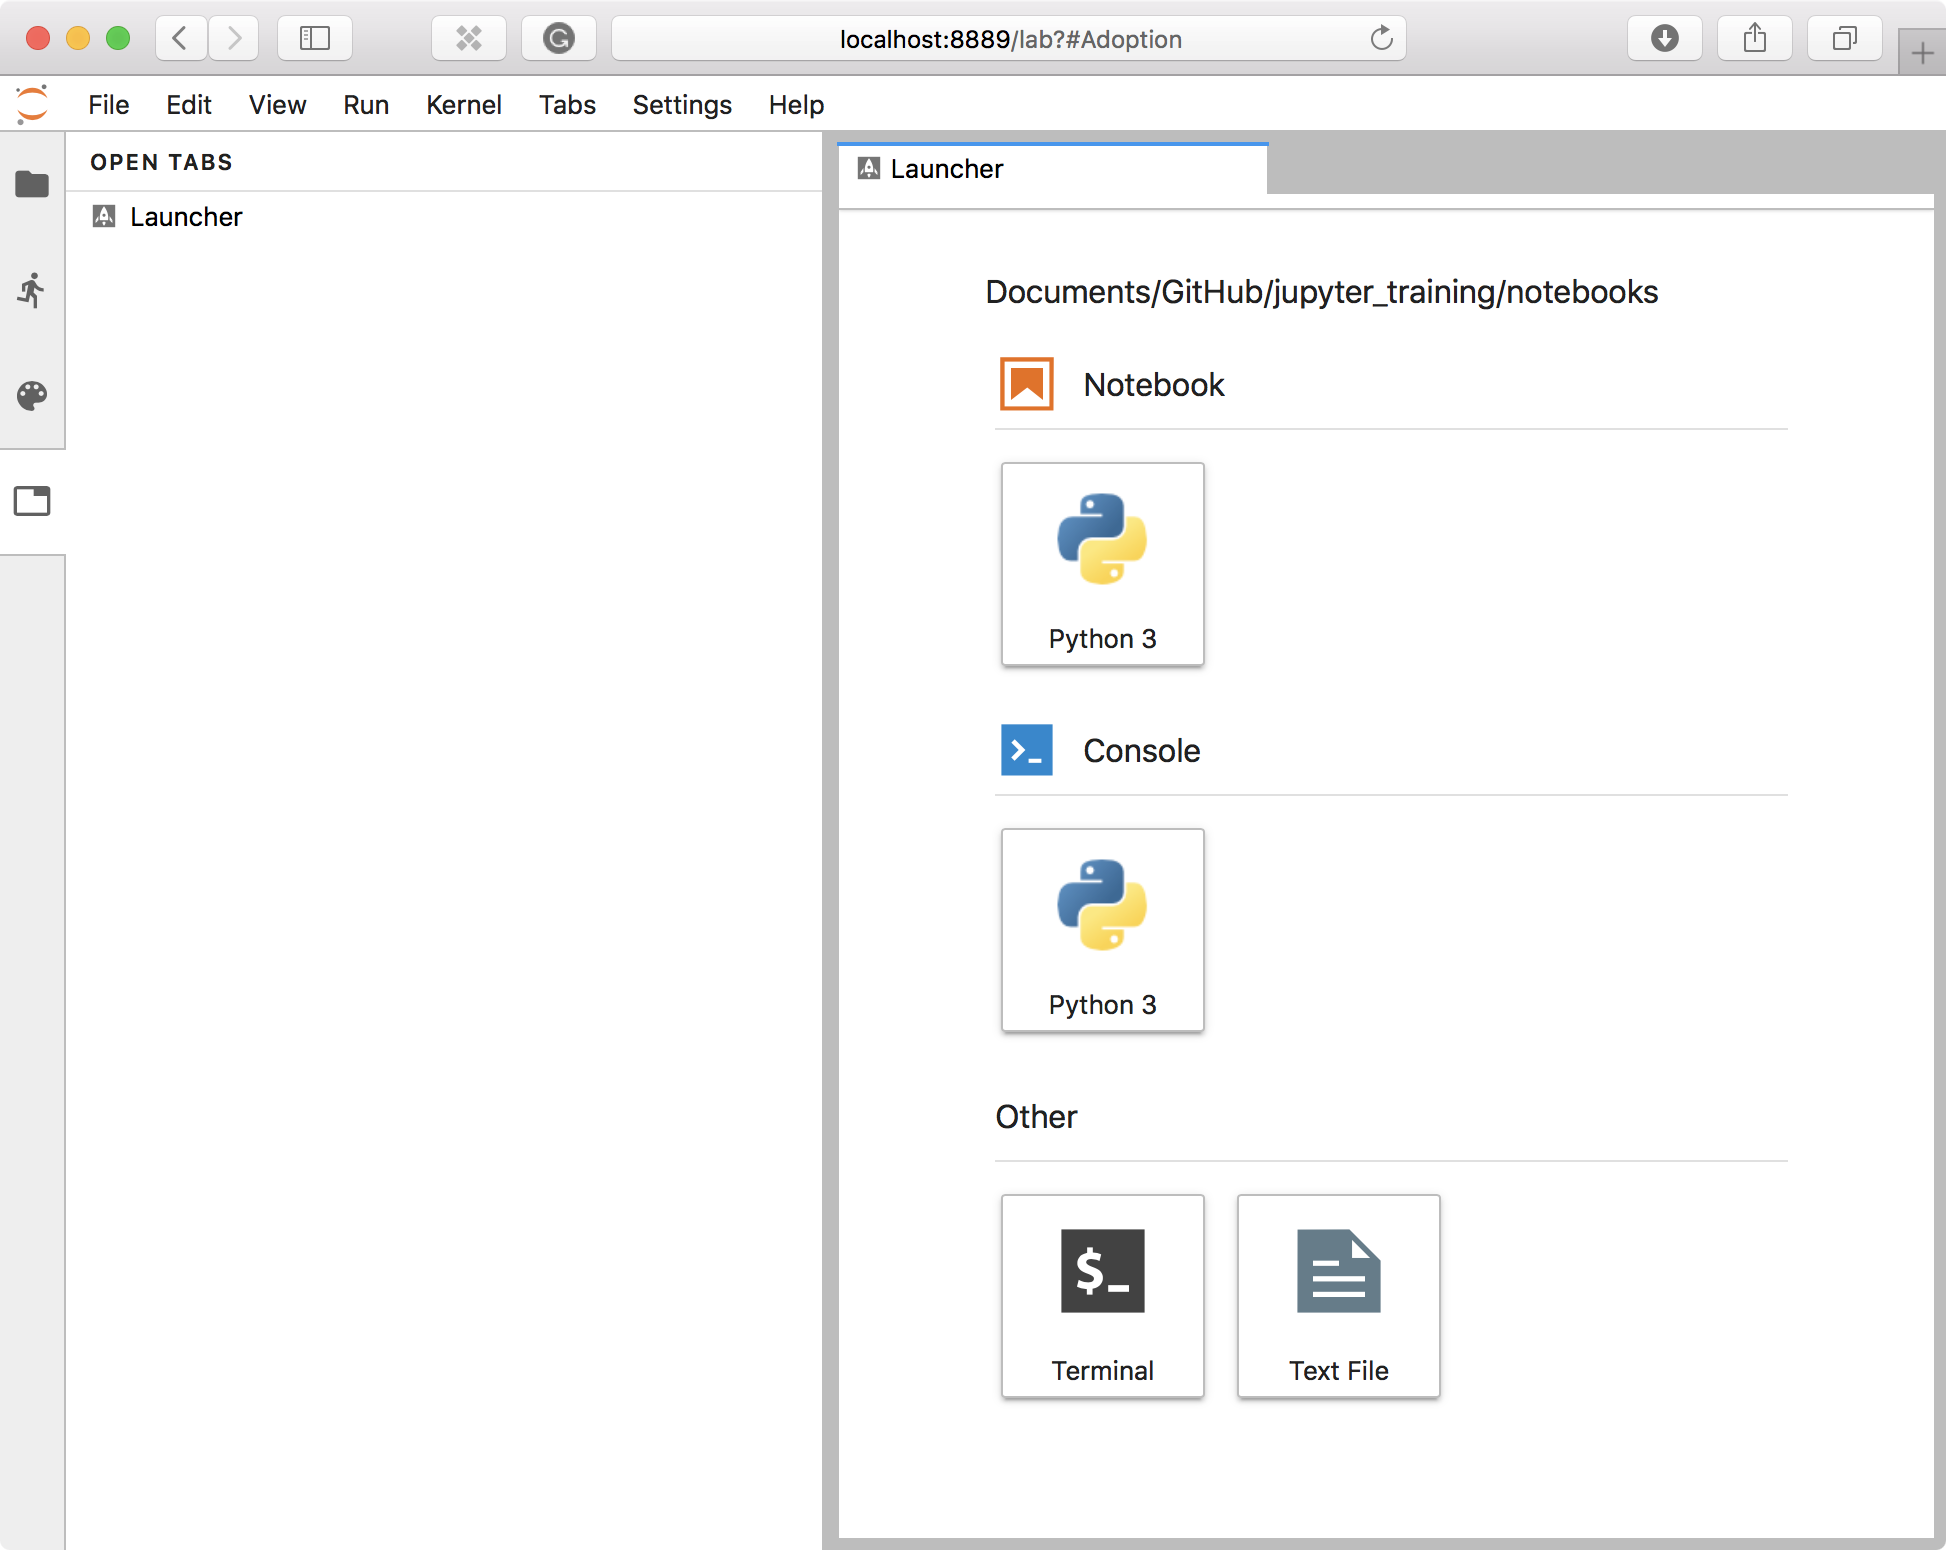 localhost:8889/lab?#Adoption
File Edit View Run Kernel Tabs Settings Help
OPEN TABS
Launcher
Launcher
Documents/GitHub/jupyter_training/notebooks
Notebook
Python 3
Console
Python 3
Other
$_
Terminal Text File